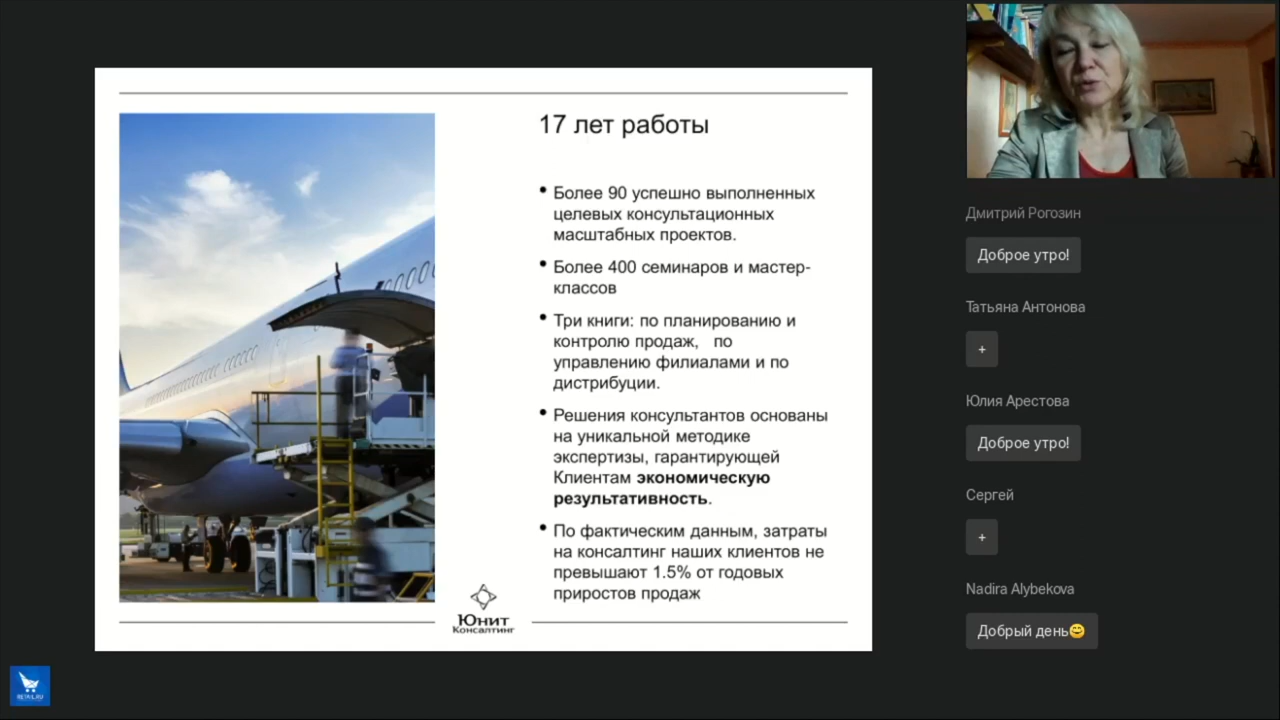 17 лет работы
• Более 90 успешно выполненных
целевых консультационных
масштабных проектов.
• Более 400 семинаров и мастер-
классов
• Три книги: по планированию и
контролю продаж, по
управлению филиалами и по
дистрибуции.
• Решения консультантов основаны
на уникальной методике
экспертизы, гарантирующей
Клиентам экономическую
результативность.
• По фактическим данным, затраты
на консалтинг наших клиентов не
превышают 1.5% от годовых
приростов продаж
Юнит
Консалтинг
Дмитрий Рогозин
Доброе утро!
Татьяна Антонова
+
Юлия Арестова
Доброе утро!
Сергей
+
Nadira Alybekova
Добрый день😊
RETAIL.RU